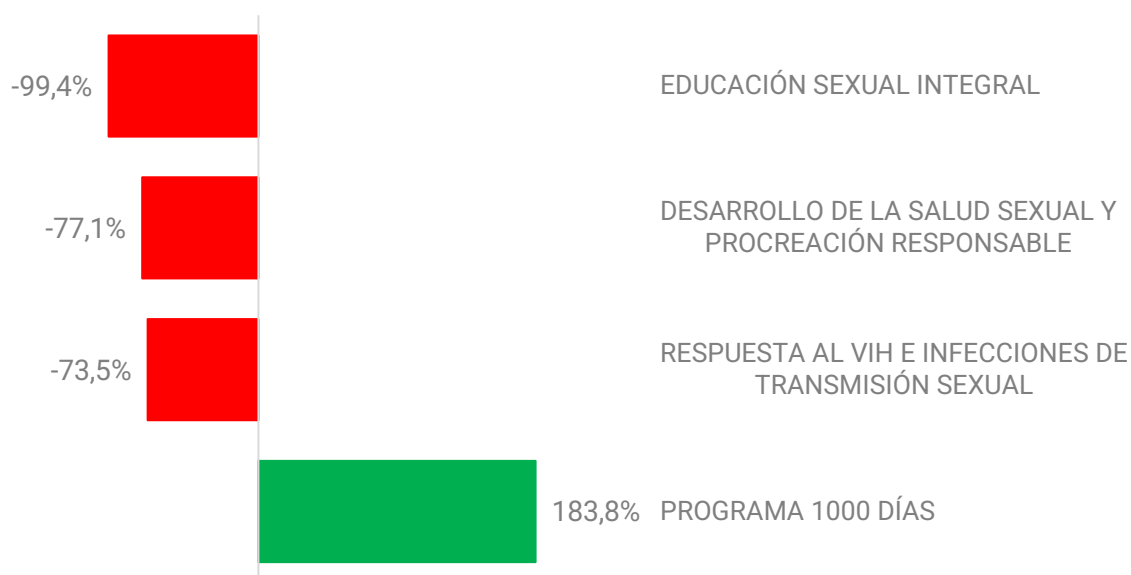 -99,4% EDUCACIÓN SEXUAL INTEGRAL
-77,1% DESARROLLO DE LA SALUD SEXUAL Y
PROCREACIÓN RESPONSABLE
-73,5% RESPUESTA AL VIH E INFECCIONES DE
TRANSMISIÓN SEXUAL
183,8% PROGRAMA 1000 DÍAS